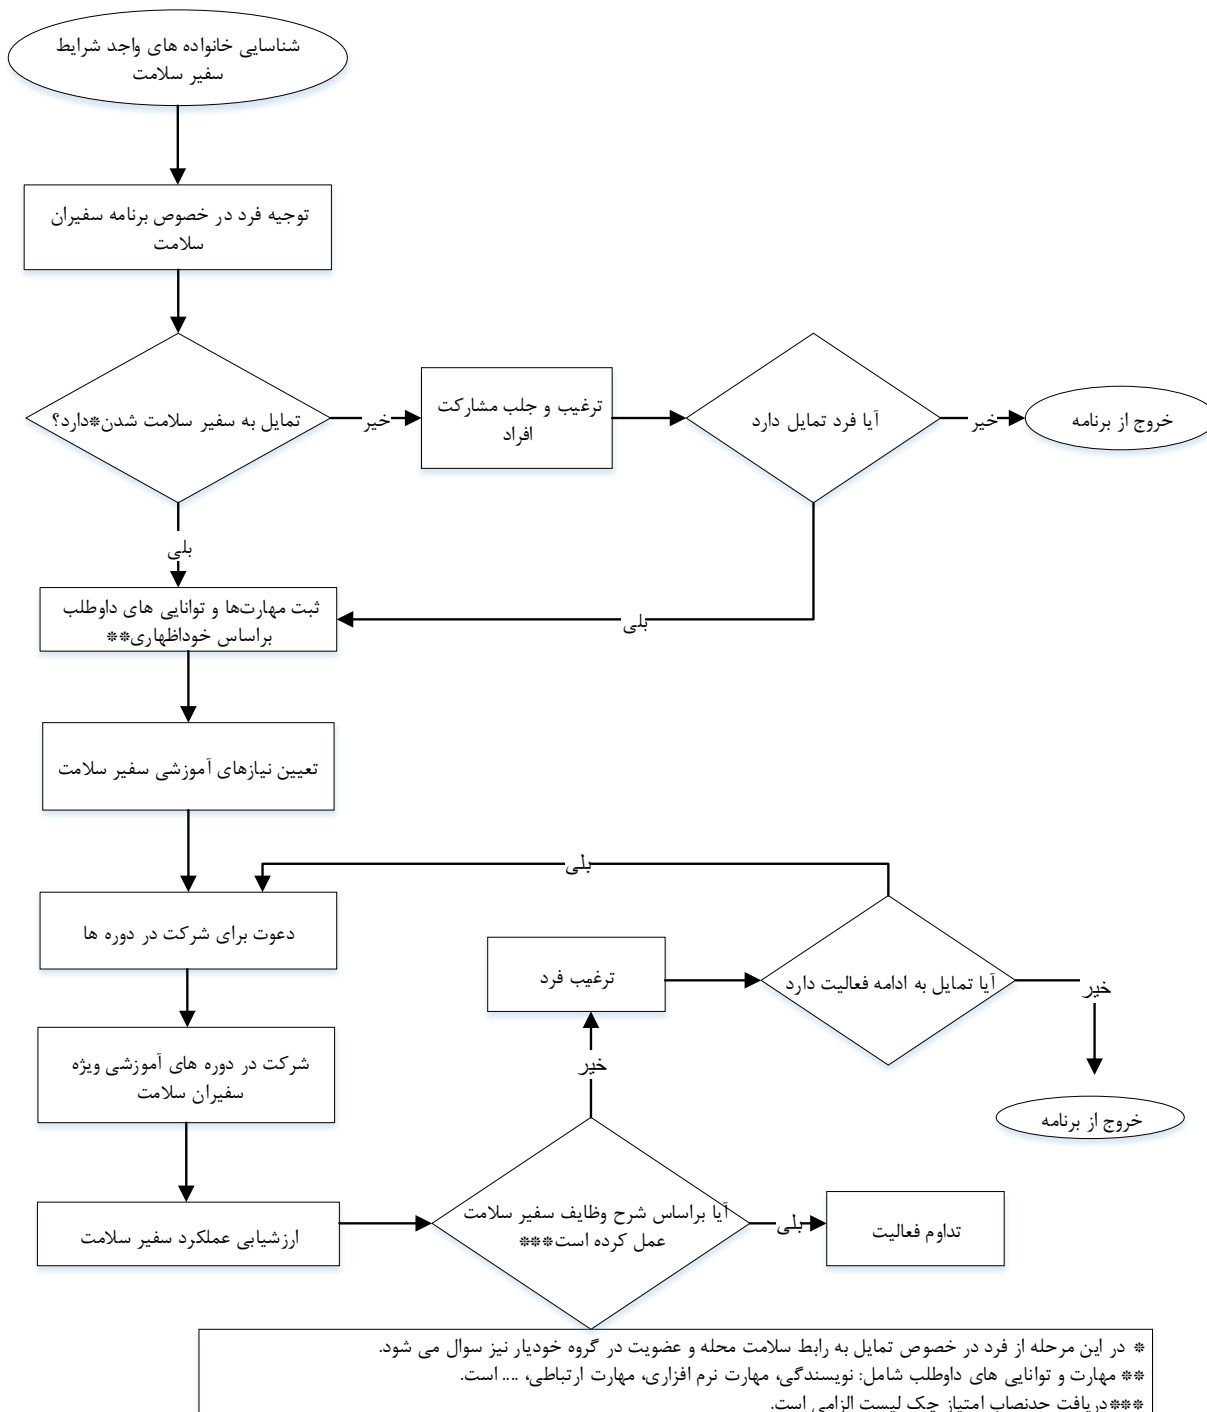 شناسایی خانواده های واجد شرایط
سفیر سلامت
توجیه فرد در خصوص برنامه سفیران
سلامت
تمایل به سفیر سلامت شدن*دارد؟
خیر
ترغیب و جلب مشارکت
افراد
آیا فرد تمایل دارد
خیر
خروج از برنامه
بلی
بلی
ثبت مهارت‌ها و توانایی های داوطلب
براساس خوداظهاری**
تعیین نیازهای آموزشی سفیر سلامت
بلی
دعوت برای شرکت در دوره ها
ترغیب فرد
آیا تمایل به ادامه فعالیت دارد
خیر
خروج از برنامه
خیر
شرکت در دوره های آموزشی ویژه
سفیران سلامت
ارزشیابی عملکرد سفیر سلامت
آیا براساس شرح وظایف سفیر سلامت
عمل کرده است***
بلی
تداوم فعالیت
* در این مرحله از فرد در خصوص تمایل به رابط سلامت محله و عضویت در گروه خودیار نیز سوال می شود.
** مهارت و توانایی های داوطلب شامل: نویسندگی، مهارت نرم افزاری، مهارت ارتباطی، .... است.
***دریافت حدنصاب امتیاز چک لیست الزامی است.